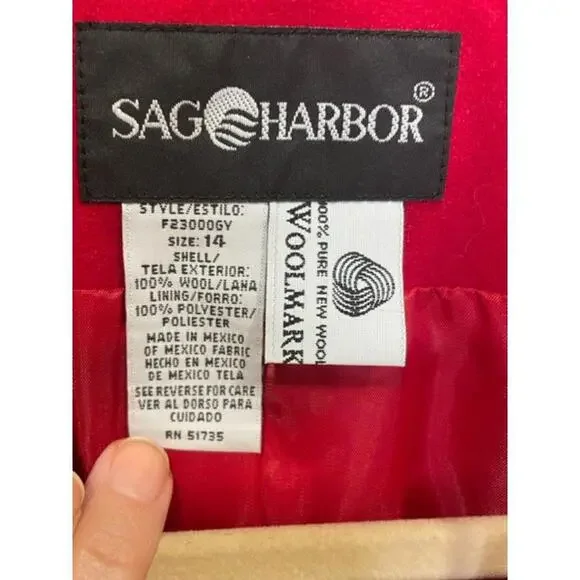 SAG HARBOR®
STYLE/ESTILO:
F23000GY
SIZE: 14
SHELL/
TELA EXTERIOR:
100% WOOL/LANA
LINING/FORRO:
100% POLYESTER/
POLIESTER
MADE IN MEXICO
OF MEXICO FABRIC
HECHO EN MEXICO
DE MEXICO TELA
SEE REVERSE FOR CARE
VER AL DORSO PARA
CUIDADO
RN 51735
100% PURE NEW WOOL
WOOLMARK